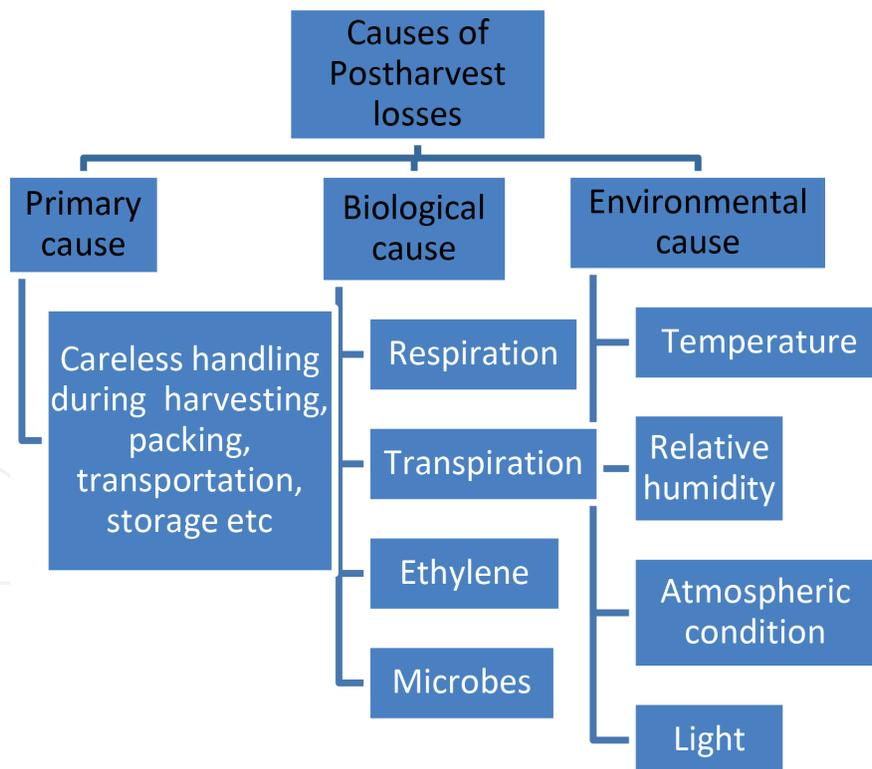 Causes of
Postharvest
losses
Primary
cause
Careless handling
during harvesting,
packing,
transportation,
storage etc
Biological
cause
Respiration
Transpiration
Ethylene
Microbes
Environmental
cause
Temperature
Relative
humidity
Atmospheric
condition
Light